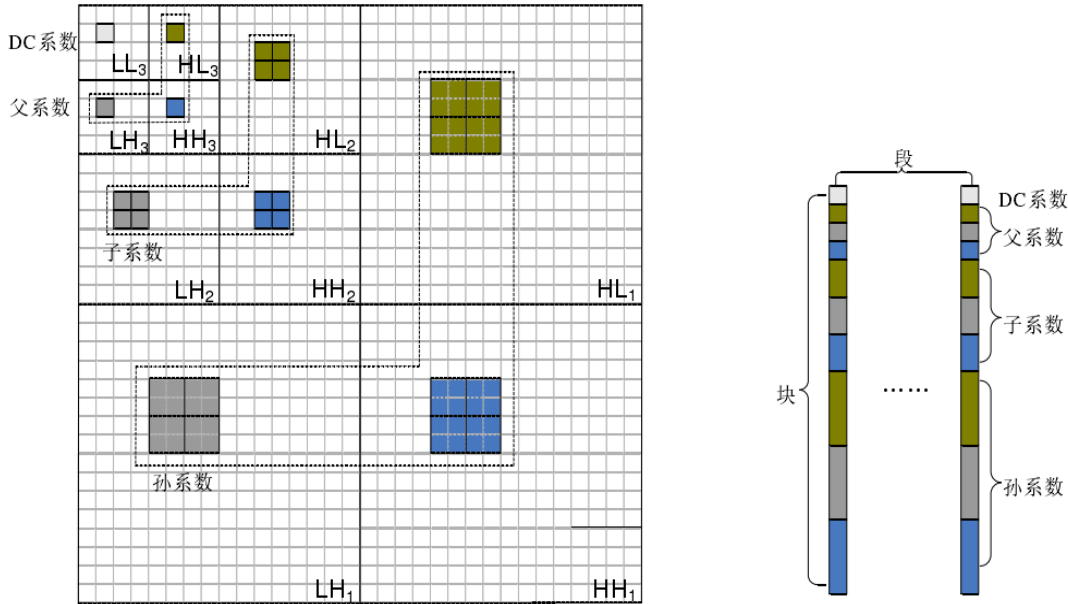 DC系数
LL₃
HL₃
父系数
LH₃
HH₃
HL₂
子系数
LH₂
HH₂
HL₁
孙系数
LH₁
HH₁
段
DC系数
父系数
子系数
块
……
孙系数